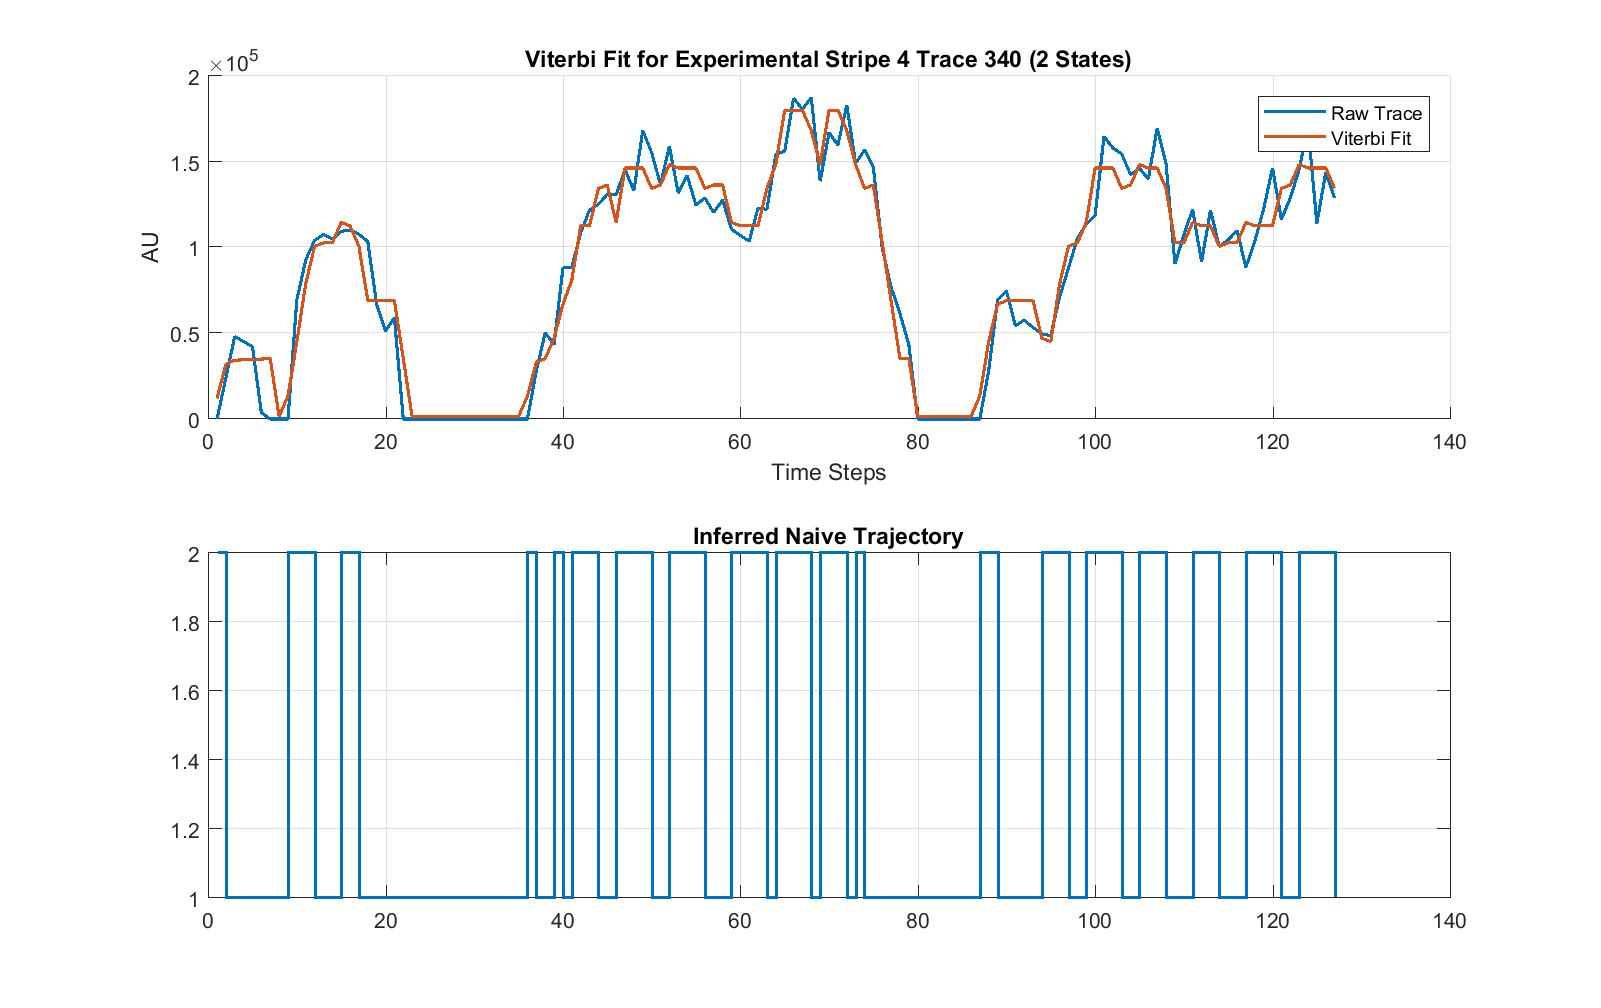 Viterbi Fit for Experimental Stripe 4 Trace 340 (2 States)
×10^5
2
1.5
1
0.5
0
AU
Raw Trace
Viterbi Fit
0 20 40 60 80 100 120 140
Time Steps
Inferred Naive Trajectory
2
1.8
1.6
1.4
1.2
1
0 20 40 60 80 100 120 140